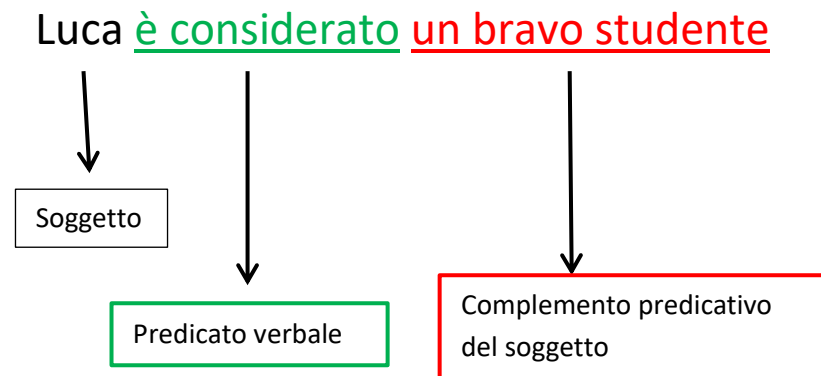 Luca è considerato un bravo studente
Soggetto
Predicato verbale
Complemento predicativo
del soggetto